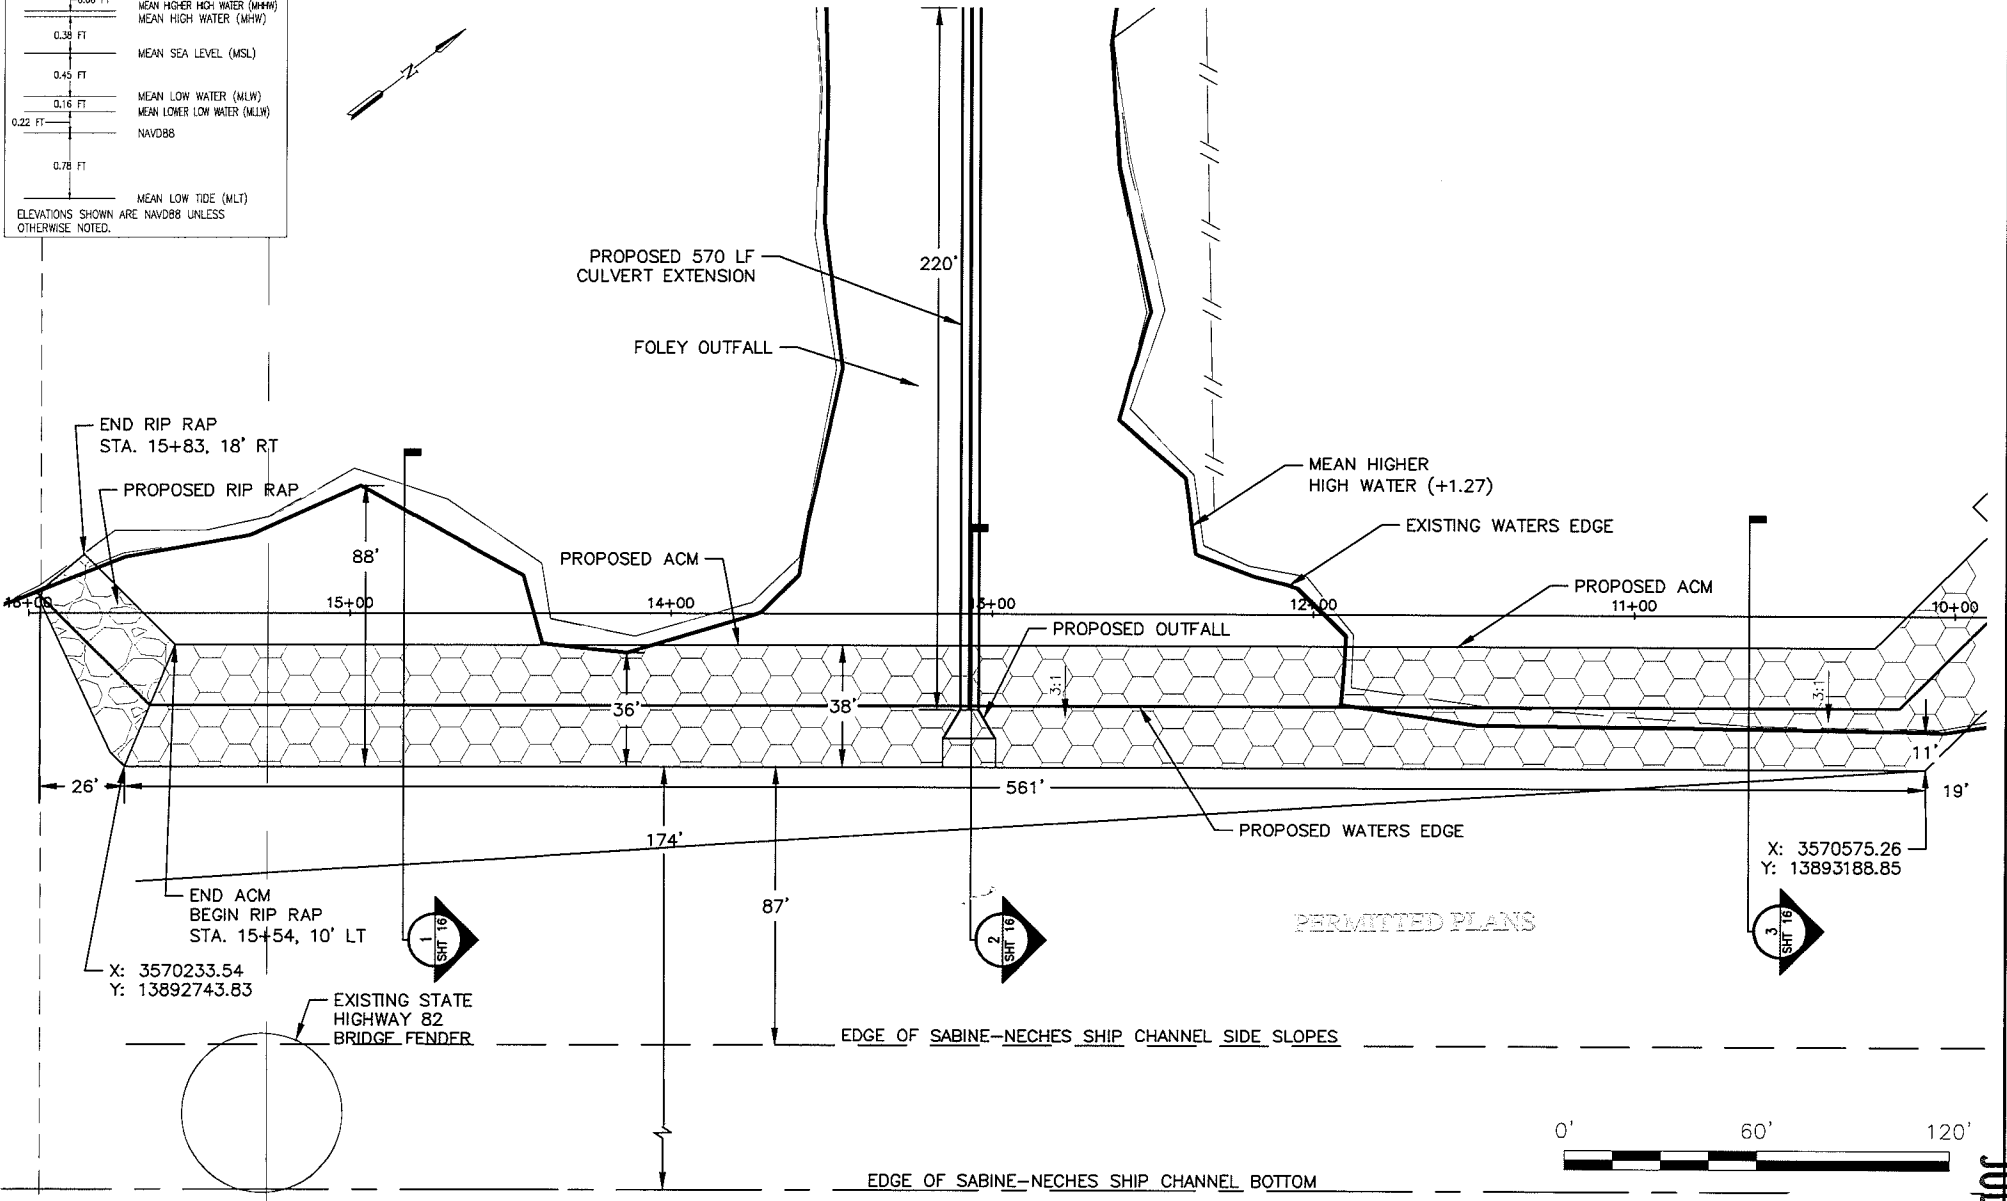 MEAN HIGHER HIGH WATER (MHHW)
MEAN HIGH WATER (MHW)
0.38 FT
MEAN SEA LEVEL (MSL)
0.45 FT
MEAN LOW WATER (MLW)
0.16 FT
MEAN LOWER LOW WATER (MLLW)
0.22 FT
NAVD88
0.78 FT
MEAN LOW TIDE (MLT)
ELEVATIONS SHOWN ARE NAVD88 UNLESS
OTHERWISE NOTED.
N
PROPOSED 570 LF
CULVERT EXTENSION
220'
FOLEY OUTFALL
END RIP RAP
STA. 15+83, 18' RT
PROPOSED RIP RAP
MEAN HIGHER
HIGH WATER (+1.27)
EXISTING WATERS EDGE
88'
PROPOSED ACM
PROPOSED ACM
16+00
15+00
14+00
13+00
12+00
11+00
10+00
PROPOSED OUTFALL
3:1
3:1
36'
38'
11'
26'
561'
19'
174'
PROPOSED WATERS EDGE
X: 3570575.26
Y: 13893188.85
END ACM
BEGIN RIP RAP
STA. 15+54, 10' LT
87'
PERMITTED PLANS
1
SHT 16
2
SHT 16
3
SHT 16
X: 3570233.54
Y: 13892743.83
EXISTING STATE
HIGHWAY 82
BRIDGE FENDER
EDGE OF SABINE-NECHES SHIP CHANNEL SIDE SLOPES
0'
60'
120'
EDGE OF SABINE-NECHES SHIP CHANNEL BOTTOM